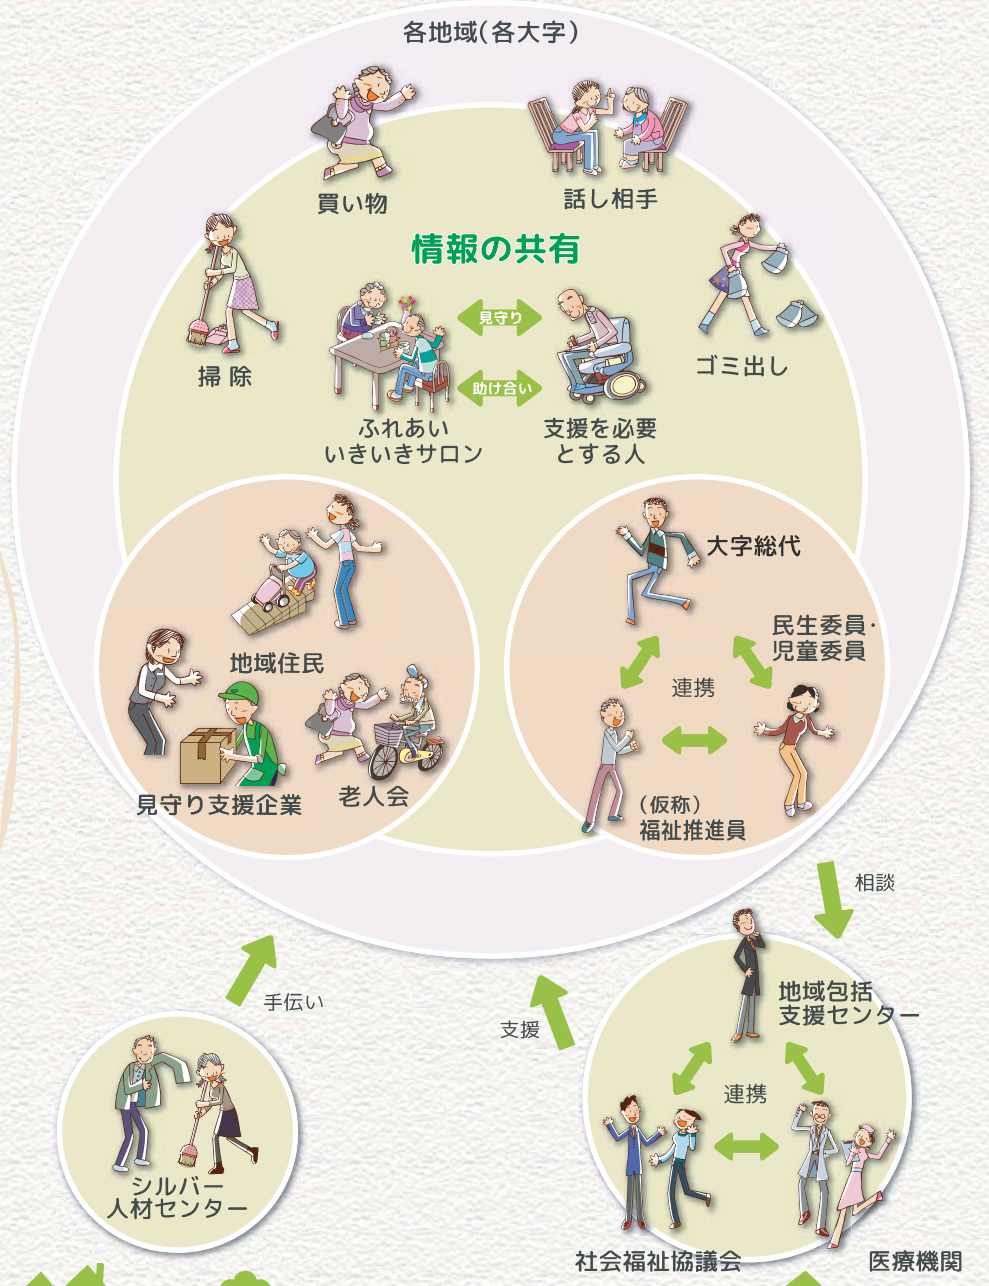 各地域(各大字)
買い物
話し相手
情報の共有
掃除
見守り
ゴミ出し
助け合い
ふれあい
いきいきサロン
支援を必要
とする人
大字総代
民生委員・
児童委員
地域住民
連携
見守り支援企業
老人会
(仮称)
福祉推進員
相談
手伝い
支援
地域包括
支援センター
連携
シルバー
人材センター
社会福祉協議会
医療機関